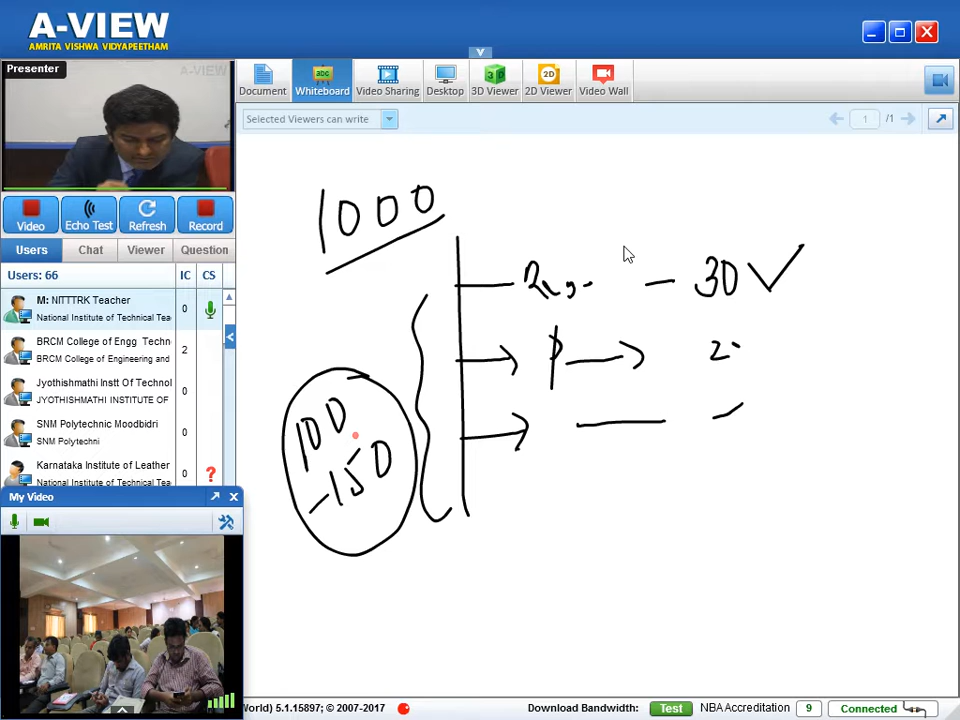 A-VIEW
AMRITA VISHWA VIDYAPEETHAM
Presenter
A-VIEW
Document
Whiteboard
Video Sharing
Desktop
3D Viewer
2D Viewer
Video Wall
Selected Viewers can write
1
/1
Video
Echo Test
Refresh
Record
Users
Chat
Viewer
Question
Users: 66
IC
CS
M: NITTTRK Teacher
National Institute of Technical Tea
0
BRCM College of Engg Techn
BRCM College of Engineering and
2
Jyothishmathi Instt Of Technol
JYOTHISHMATHI INSTITUTE OF
0
SNM Polytechnic Moodbidri
SNM Polytechni
0
Karnataka Institute of Leather
National Institute of Technical Tea
0
?
My Video
1000
- 30 ✓
P
100
-150
World) 5.1.15897; © 2007-2017
Download Bandwidth:
Test
NBA Accreditation
9
Connected